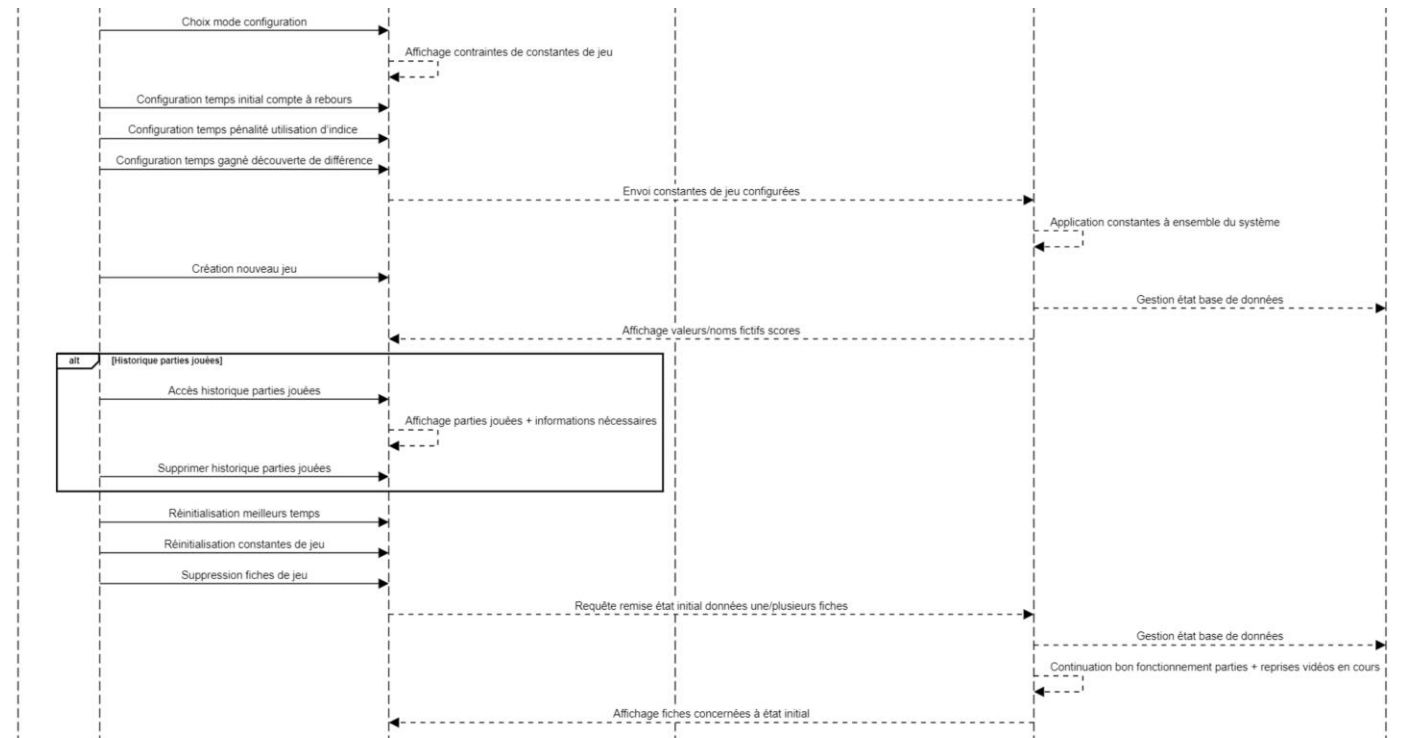 Choix mode configuration
Affichage contraintes de constantes de jeu
Configuration temps initial compte à rebours
Configuration temps pénalité utilisation d'indice
Configuration temps gagné découverte de différence
Envoi constantes de jeu configurées
Application constantes à ensemble du système
Création nouveau jeu
Gestion état base de données
Affichage valeurs/noms fictifs scores
alt [Historique parties jouées]
Accès historique parties jouées
Affichage parties jouées + informations nécessaires
Supprimer historique parties jouées
Réinitialisation meilleurs temps
Réinitialisation constantes de jeu
Suppression fiches de jeu
Requête remise état initial données une/plusieurs fiches
Gestion état base de données
Continuation bon fonctionnement parties + reprises vidéos en cours
Affichage fiches concernées à état initial